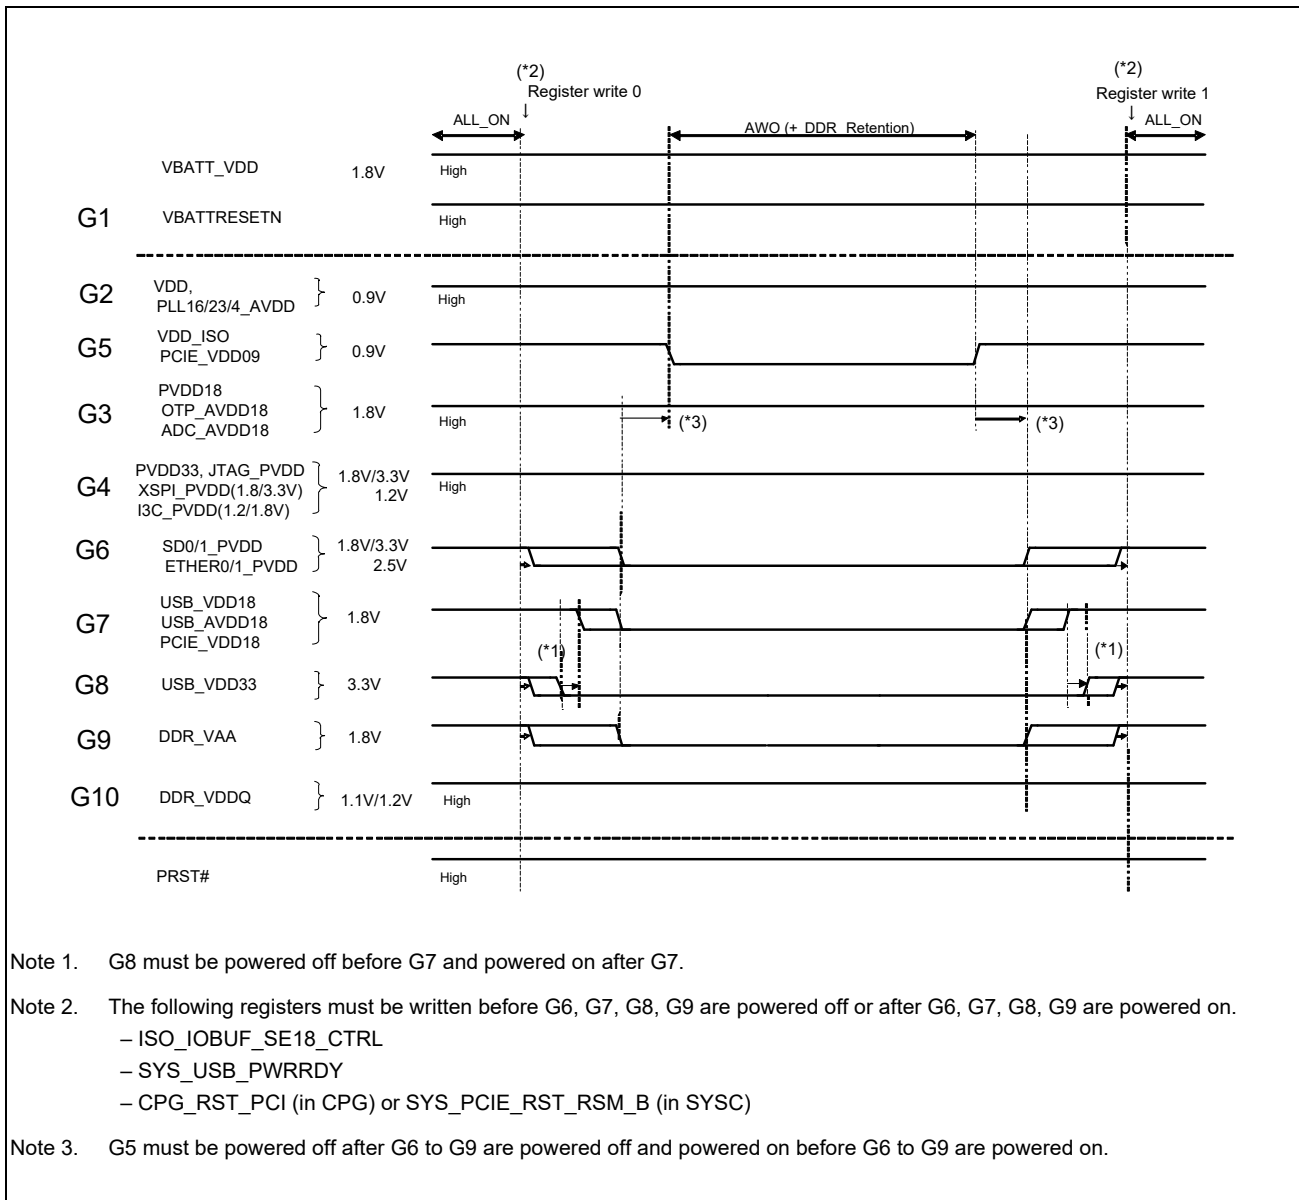 (*2)
Register write 0
↓
(*2)
Register write 1
↓
ALL_ON
AWO (+ DDR_Retention)
ALL_ON
VBATT_VDD 1.8V High
G1 VBATTRESETN High
G2 VDD,
PLL16/23/4_AVDD 0.9V High
G5 VDD_ISO
PCIE_VDD09 0.9V
G3 PVDD18
OTP_AVDD18 1.8V High (*3) (*3)
ADC_AVDD18
G4 PVDD33, JTAG_PVDD 1.8V/3.3V
XSPI_PVDD(1.8/3.3V) 1.2V High
I3C_PVDD(1.2/1.8V)
G6 SD0/1_PVDD 1.8V/3.3V
ETHER0/1_PVDD 2.5V
G7 USB_VDD18
USB_AVDD18 1.8V
PCIE_VDD18
(*1) (*1)
G8 USB_VDD33 3.3V
G9 DDR_VAA 1.8V
G10 DDR_VDDQ 1.1V/1.2V High
PRST# High
Note 1. G8 must be powered off before G7 and powered on after G7.
Note 2. The following registers must be written before G6, G7, G8, G9 are powered off or after G6, G7, G8, G9 are powered on.
– ISO_IOBUF_SE18_CTRL
– SYS_USB_PWRRDY
– CPG_RST_PCI (in CPG) or SYS_PCIE_RST_RSM_B (in SYSC)
Note 3. G5 must be powered off after G6 to G9 are powered off and powered on before G6 to G9 are powered on.